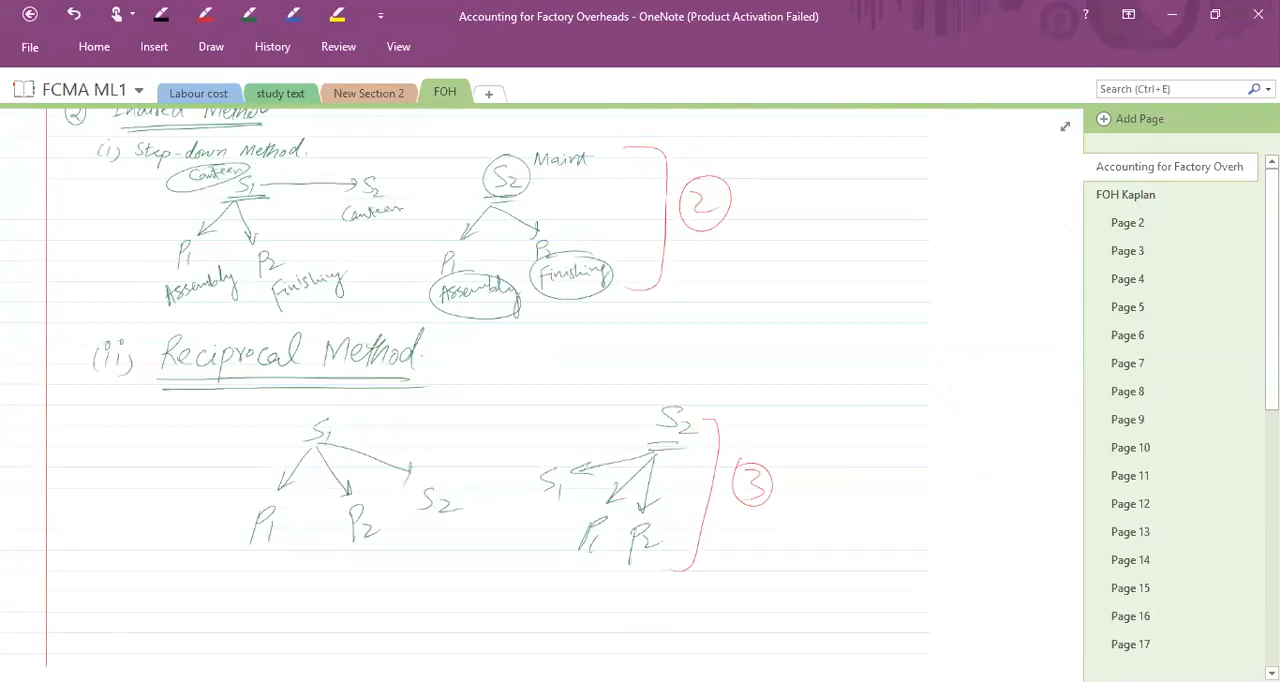 Accounting for Factory Overheads - OneNote (Product Activation Failed)
?
File Home Insert Draw History Review View
FCMA ML1
Labour cost study text New Section 2 FOH
Search (Ctrl+E)
Add Page
Accounting for Factory Overh
FOH Kaplan
Page 2
Page 3
Page 4
Page 5
Page 6
Page 7
Page 8
Page 9
Page 10
Page 11
Page 12
Page 13
Page 14
Page 15
Page 16
Page 17
2 Method
(i) Step-down Method.
Canteen
S1 S2
Canteen
P1 P2
Assembly Finishing
S2 Maint
P1 P2
Assembly Finishing
2
(ii) Reciprocal Method.
S1
P1 P2 S2
S2
S1 P1 P2
3